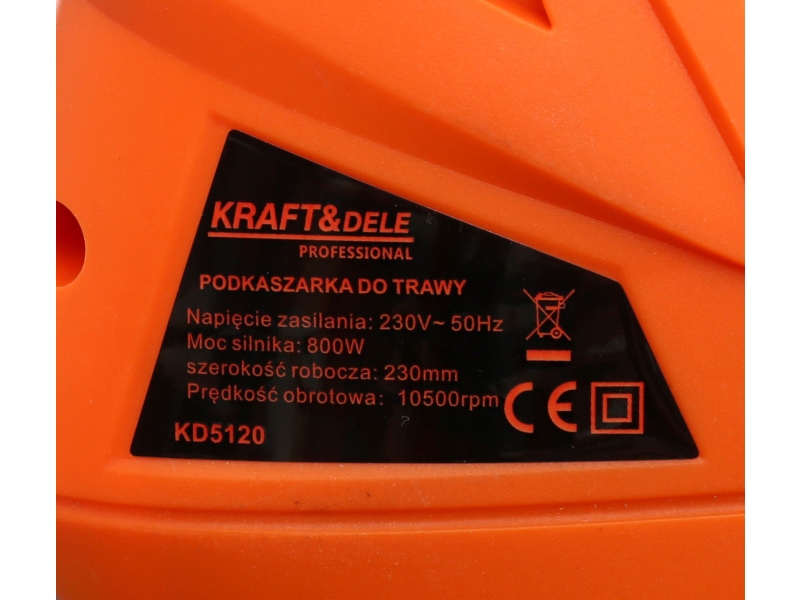 KRAFT&DELE
PROFESSIONAL
PODKASZARKA DO TRAWY
Napięcie zasilania: 230V~ 50Hz
Moc silnika: 800W
szerokość robocza: 230mm
Prędkość obrotowa: 10500rpm
KD5120
CE